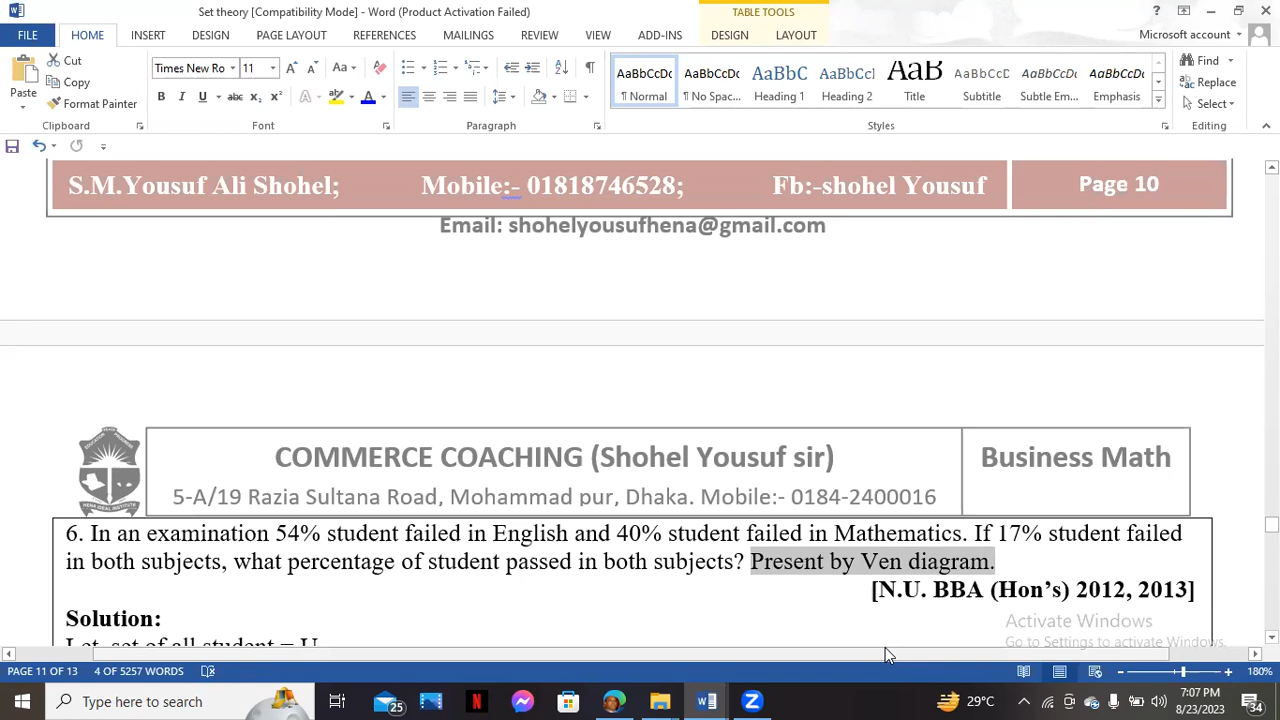 Set theory [Compatibility Mode] - Word (Product Activation Failed)
TABLE TOOLS
?
FILE HOME INSERT DESIGN PAGE LAYOUT REFERENCES MAILINGS REVIEW VIEW ADD-INS DESIGN LAYOUT Microsoft account
Paste
Cut
Copy
Format Painter
Clipboard
Times New Ro 11
Font
Paragraph
AaBbCcDc AaBbCcDc AaBbC AaBbCcI AaB AaBbCcD AaBbCcDc AaBbCcDc
¶ Normal ¶ No Spac... Heading 1 Heading 2 Title Subtitle Subtle Em... Emphasis
Styles
Find
Replace
Select
Editing
S.M.Yousuf Ali Shohel; Mobile:- 01818746528; Fb:-shohel Yousuf Page 10
Email: shohelyousufhena@gmail.com
COMMERCE COACHING (Shohel Yousuf sir) Business Math
5-A/19 Razia Sultana Road, Mohammad pur, Dhaka. Mobile:- 0184-2400016
6. In an examination 54% student failed in English and 40% student failed in Mathematics. If 17% student failed
in both subjects, what percentage of student passed in both subjects? Present by Ven diagram.
[N.U. BBA (Hon's) 2012, 2013]
Solution:
Let, set of all student = U
Activate Windows
Go to Settings to activate Windows.
PAGE 11 OF 13 4 OF 5257 WORDS 180%
Type here to search 25 29°C 7:07 PM
8/23/2023 34